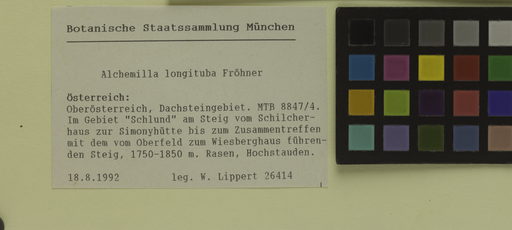 Botanische Staatssammlung München
Alchemilla longituba Fröhner
Österreich:
Oberösterreich, Dachsteingebiet. MTB 8847/4.
Im Gebiet "Schlund" am Steig vom Schilcher-
haus zur Simonyhütte bis zum Zusammentreffen
mit dem vom Oberfeld zum Wiesberghaus führen-
den Steig, 1750-1850 m. Rasen, Hochstauden.
18.8.1992 leg. W. Lippert 26414